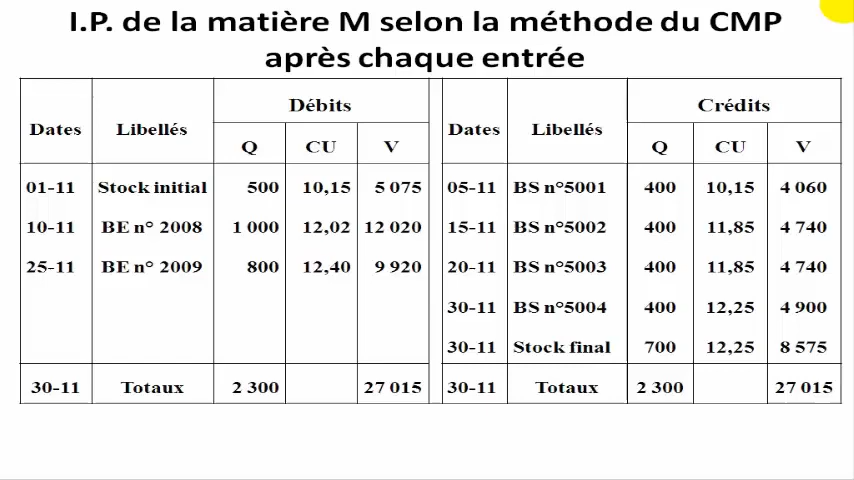 I.P. de la matière M selon la méthode du CMP
après chaque entrée
Dates Libellés Débits Dates Libellés Crédits
Q CU V Q CU V
01-11 Stock initial 500 10,15 5 075 05-11 BS n°5001 400 10,15 4 060
10-11 BE n° 2008 1 000 12,02 12 020 15-11 BS n°5002 400 11,85 4 740
25-11 BE n° 2009 800 12,40 9 920 20-11 BS n°5003 400 11,85 4 740
30-11 BS n°5004 400 12,25 4 900
30-11 Stock final 700 12,25 8 575
30-11 Totaux 2 300 27 015 30-11 Totaux 2 300 27 015